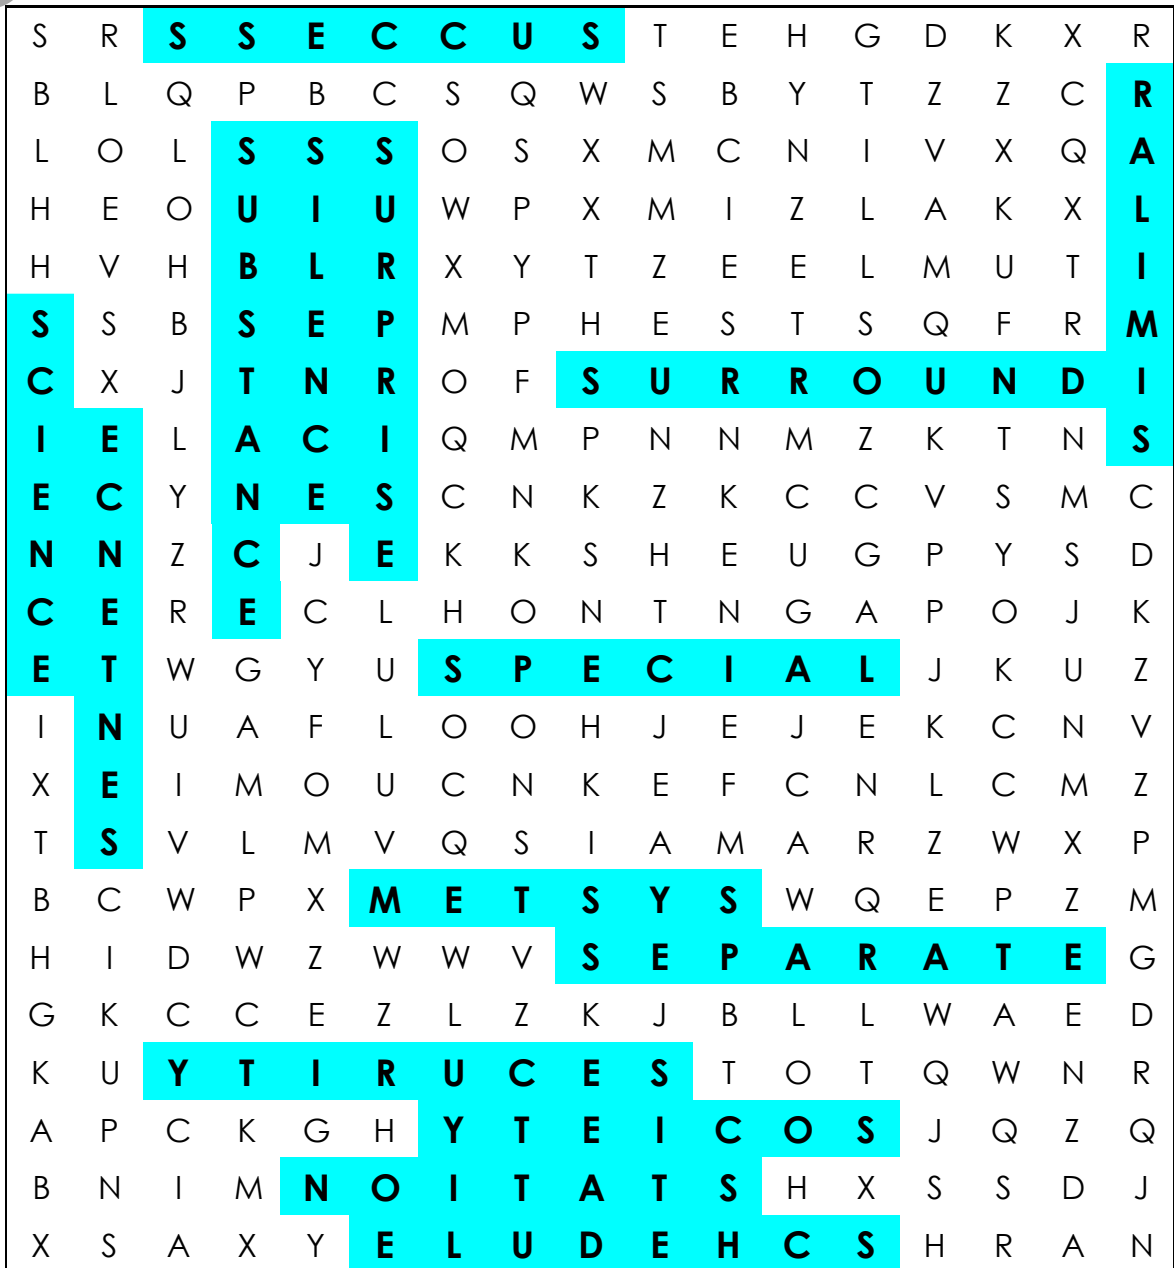 S R S S E C C U S T E H G D K X R
B L Q P B C S Q W S B Y T Z Z C R
L O L S S S O S X M C N I V X Q A
H E O U I U W P X M I Z L A K X L
H V H B L R X Y T Z E E L M U T I
S S B S E P M P H E S T S Q F R M
C X J T N R O F S U R R O U N D I
I E L A C I Q M P N N M Z K T N S
E C Y N E S C N K Z K C C V S M C
N N Z C J E K K S H E U G P Y S D
C E R E C L H O N T N G A P O J K
E T W G Y U S P E C I A L J K U Z
I N U A F L O O H J E J E K C N V
X E I M O U C N K E F C N L C M Z
T S V L M V Q S I A M A R Z W X P
B C W P X M E T S Y S W Q E P Z M
H I D W Z W W V S E P A R A T E G
G K C C E Z L Z K J B L L W A E D
K U Y T I R U C E S T O T Q W N R
A P C K G H Y T E I C O S J Q Z Q
B N I M N O I T A T S H X S S D J
X S A X Y E L U D E H C S H R A N